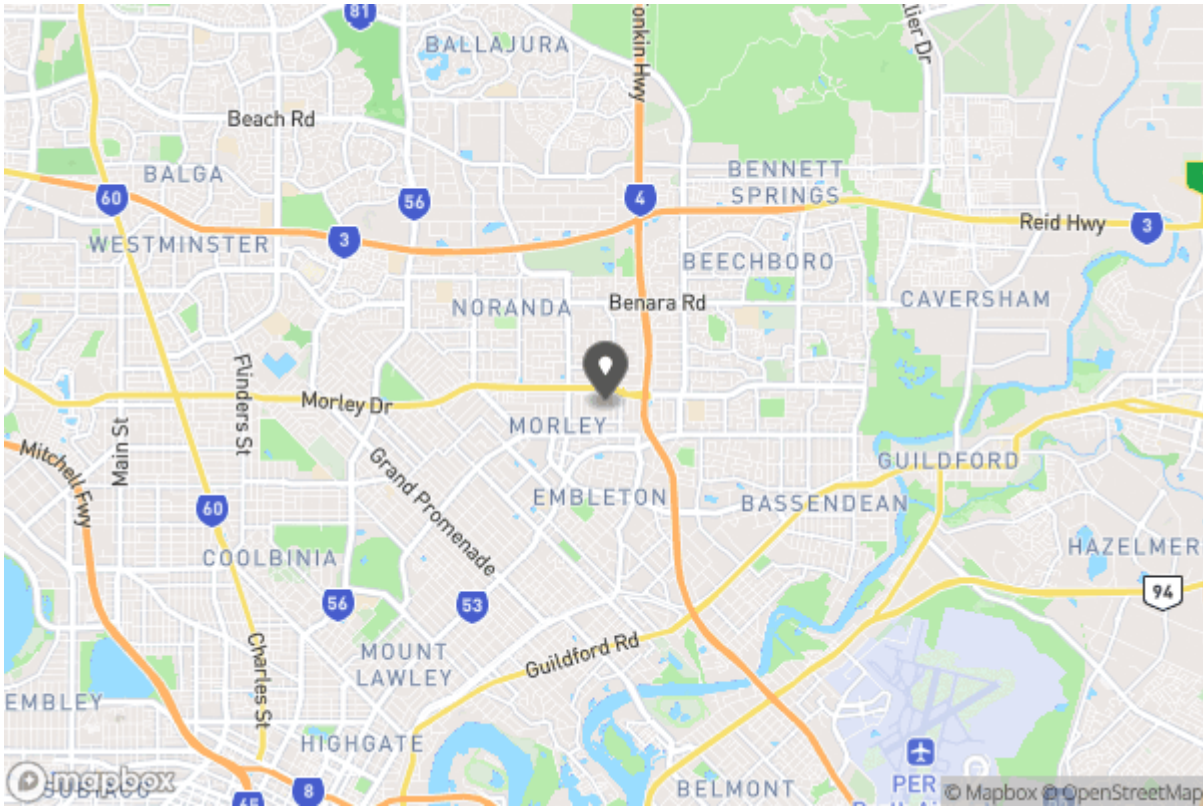 81
BALLAJURA
Tonkin Hwy
Beach Rd
BALGA
60
56
4
BENNETT
SPRINGS
Reid Hwy
3
WESTMINSTER
3
BEECHBORO
NORANDA
Benara Rd
CAVERSHAM
Flinders St
Morley Dr
Main St
MORLEY
Mitchell Fwy
Grand Promenade
GUILDFORD
60
EMBLETON
BASSENDEAN
COOLBINIA
HAZELMER
56
53
94
MOUNT
LAWLEY
Charles St
Guildford Rd
EMBLEY
HIGHGATE
mapbox
SUBIACO
65
8
BELMONT
PER
© Mapbox © OpenStreetMap